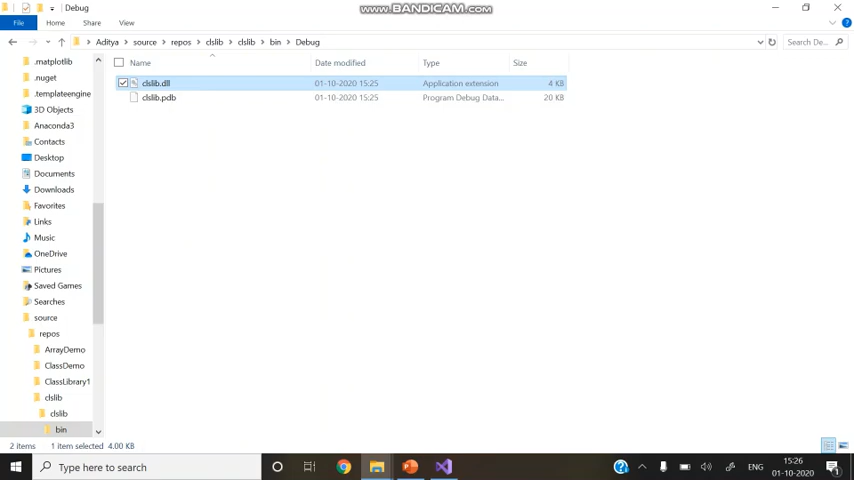 Debug
www.BANDICAM.com
File
Home
Share
View
Aditya
source
repos
clslib
clslib
bin
Debug
Search De...
Name
Date modified
Type
Size
clslib.dll
01-10-2020 15:25
Application extension
4 KB
clslib.pdb
01-10-2020 15:25
Program Debug Data...
20 KB
.matplotlib
.nuget
.templateengine
3D Objects
Anaconda3
Contacts
Desktop
Documents
Downloads
Favorites
Links
Music
OneDrive
Pictures
Saved Games
Searches
source
repos
ArrayDemo
ClassDemo
ClassLibrary1
clslib
clslib
bin
2 items
1 item selected 4.00 KB
Type here to search
ENG
15:26
01-10-2020
1